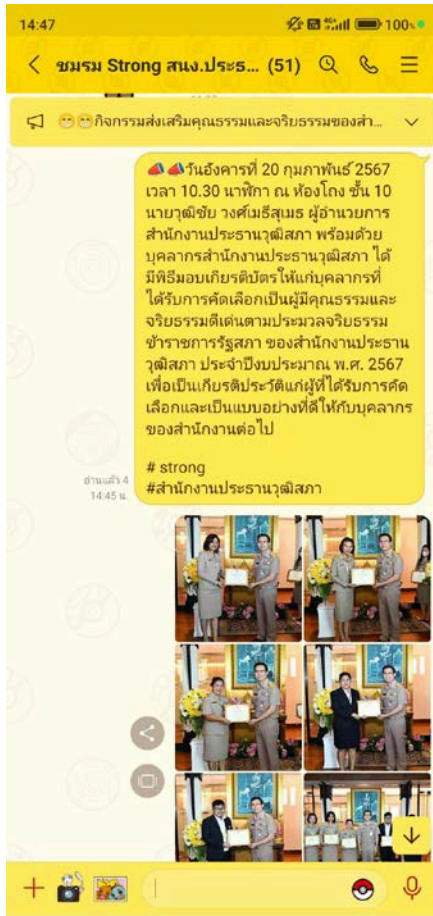 14:47
100%
ชมรม Strong สนง.ประธ... (51)
😁😁กิจกรรมส่งเสริมคุณธรรมและจริยธรรมของสำ...
📣📣วันอังคารที่ 20 กุมภาพันธ์ 2567
เวลา 10.30 นาฬิกา ณ ห้องโถง ชั้น 10
นายวุฒิชัย วงศ์เมธีสุเมธ ผู้อำนวยการ
สำนักงานประธานวุฒิสภา พร้อมด้วย
บุคลากรสำนักงานประธานวุฒิสภา ได้
มีพิธีมอบเกียรติบัตรให้แก่บุคลากรที่
ได้รับการคัดเลือกเป็นผู้มีคุณธรรมและ
จริยธรรมดีเด่นตามประมวลจริยธรรม
ข้าราชการรัฐสภา ของสำนักงานประธาน
วุฒิสภา ประจำปีงบประมาณ พ.ศ. 2567
เพื่อเป็นเกียรติประวัติแก่ผู้ที่ได้รับการคัด
เลือกและเป็นแบบอย่างที่ดีให้กับบุคลากร
ของสำนักงานต่อไป
# strong
#สำนักงานประธานวุฒิสภา
อ่านแล้ว 4
14:45 น.